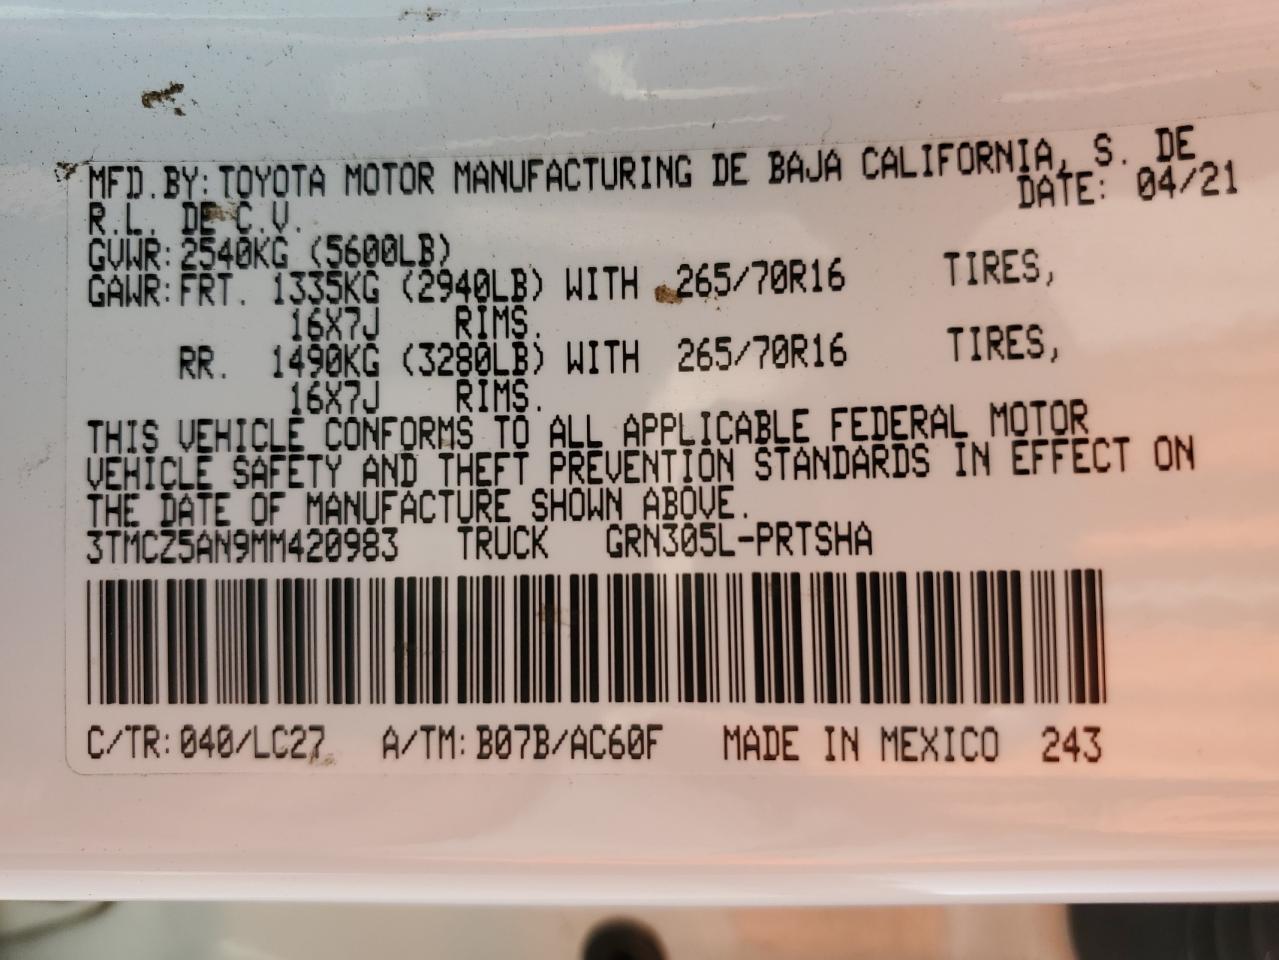 MFD.BY:TOYOTA MOTOR MANUFACTURING DE BAJA CALIFORNIA, S. DE
R.L. DE C.V. DATE: 04/21
GVWR:2540KG (5600LB)
GAWR:FRT. 1335KG (2940LB) WITH 265/70R16 TIRES,
16X7J RIMS.
RR. 1490KG (3280LB) WITH 265/70R16 TIRES,
16X7J RIMS.
THIS VEHICLE CONFORMS TO ALL APPLICABLE FEDERAL MOTOR
VEHICLE SAFETY AND THEFT PREVENTION STANDARDS IN EFFECT ON
THE DATE OF MANUFACTURE SHOWN ABOVE.
3TMCZ5AN9MM420983 TRUCK GRN305L-PRTSHA
C/TR:040/LC27 A/TM:B07B/AC60F MADE IN MEXICO 243